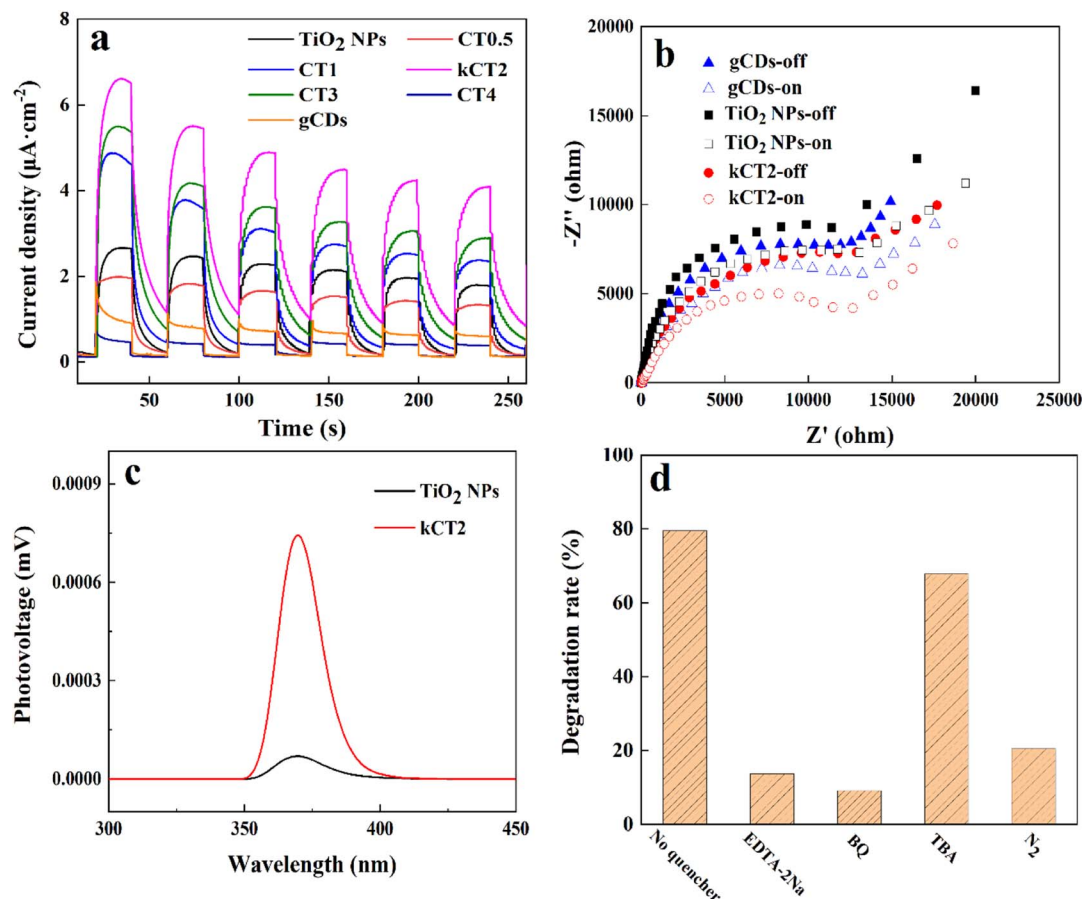 a
TiO₂ NPs
CT0.5
CT1
kCT2
CT3
CT4
gCDs
8
6
4
2
0
Current density (μA·cm⁻²)
50
100
150
200
250
Time (s)
b
gCDs-off
gCDs-on
TiO₂ NPs-off
TiO₂ NPs-on
kCT2-off
kCT2-on
20000
15000
10000
5000
0
-Z'' (ohm)
0
5000
10000
15000
20000
25000
Z' (ohm)
c
TiO₂ NPs
kCT2
0.0009
0.0006
0.0003
0.0000
Photovoltage (mV)
300
350
400
450
Wavelength (nm)
d
100
80
60
40
20
0
Degradation rate (%)
No quencher
EDTA-2Na
BQ
TBA
N₂